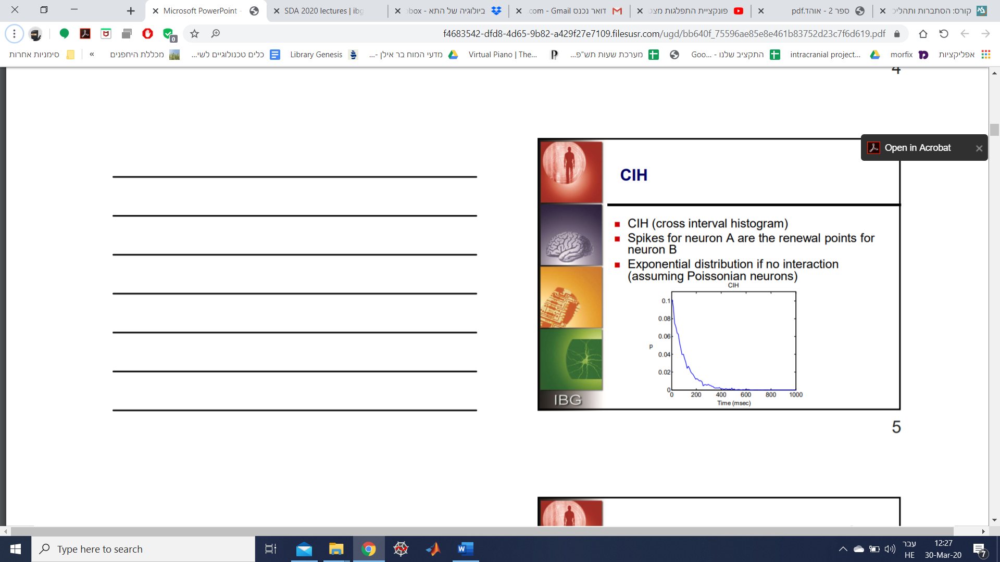 Microsoft PowerPoint -
SDA 2020 lectures | ibg
ביולוגיה של התא - box
דואר נכנס - Gmail - com.
פונקציית התפלגות מצט
ספר 2 - אוהד.pdf
קורס: הסתברות ותהליכ
0
f4683542-dfd8-4d65-9b82-a429f27e7109.filesusr.com/ugd/bb640f_75596ae85e8e461b83752d23c7f6d619.pdf
סימניות אחרות
«
מכללת היחפנים
כלים טכנולוגיים לשי...
Library Genesis
מדעי המוח בר אילן -...
Virtual Piano | The...
מערכת שעות תש"פ...
התקציב שלנו - Goo...
intracranial project...
morfix
אפליקציות
4
Open in Acrobat
CIH
CIH (cross interval histogram)
Spikes for neuron A are the renewal points for
neuron B
Exponential distribution if no interaction
(assuming Poissonian neurons)
CIH
0.1
0.08
0.06
p
0.04
0.02
0
0 200 400 600 800 1000
Time (msec)
IBG
5
Type here to search
עבר
HE
12:27
30-Mar-20
7